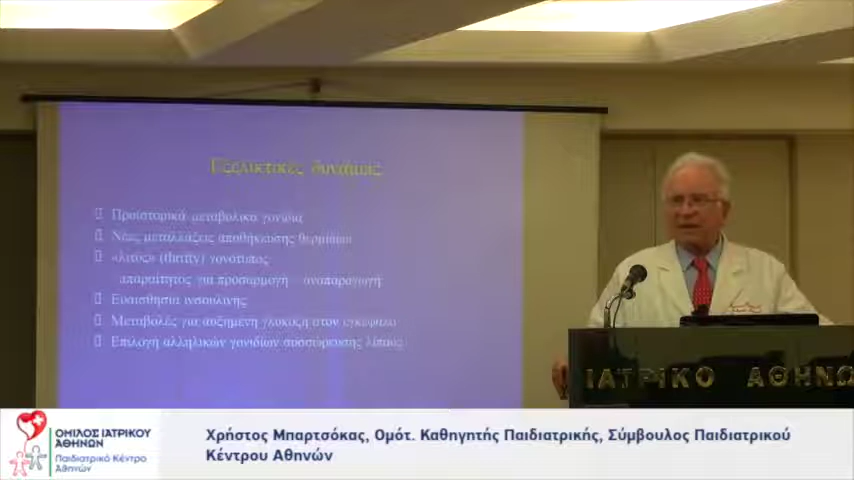 Εξελικτικές δυνάμεις
Προϊστορικά μεταβολικά γονίδια
Νέες μεταλλάξεις αποθήκευσης θερμίδων
«λιτός» (thrifty) γονότυπος
απαραίτητος για προσαρμογή – αναπαραγωγή
Ευαισθησία ινσουλίνης
Μεταβολές για αυξημένη γλυκόζη στον εγκέφαλο
Επιλογή αλληλικών γονιδίων συσσώρευσης λίπους
ΙΑΤΡΙΚΟ ΑΘΗΝΩ
ΟΜΙΛΟΣ ΙΑΤΡΙΚΟΥ
ΑΘΗΝΩΝ
Παιδιατρικό Κέντρο
Αθηνών
Χρήστος Μπαρτσόκας, Ομότ. Καθηγητής Παιδιατρικής, Σύμβουλος Παιδιατρικού
Κέντρου Αθηνών